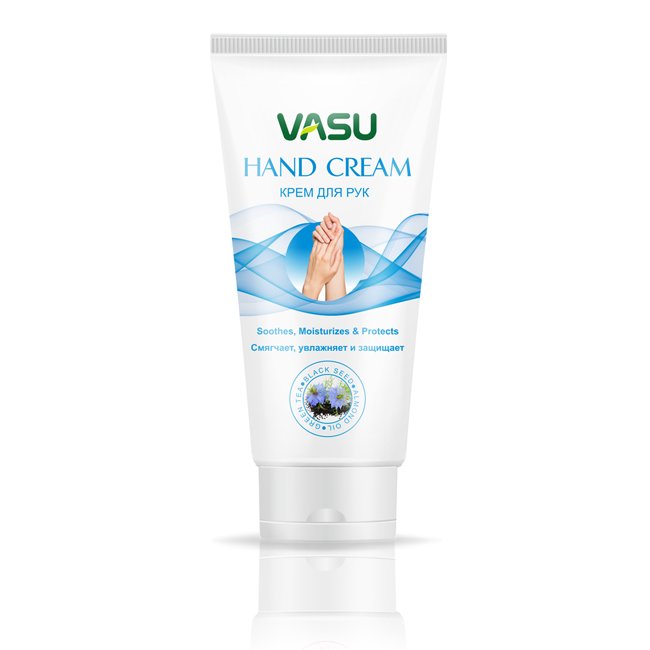 VASU
HAND CREAM
КРЕМ ДЛЯ РУК
Soothes, Moisturizes & Protects
Смягчает, увлажняет и защищает
GREEN TEA • BLACK SEED • ALMOND OIL •